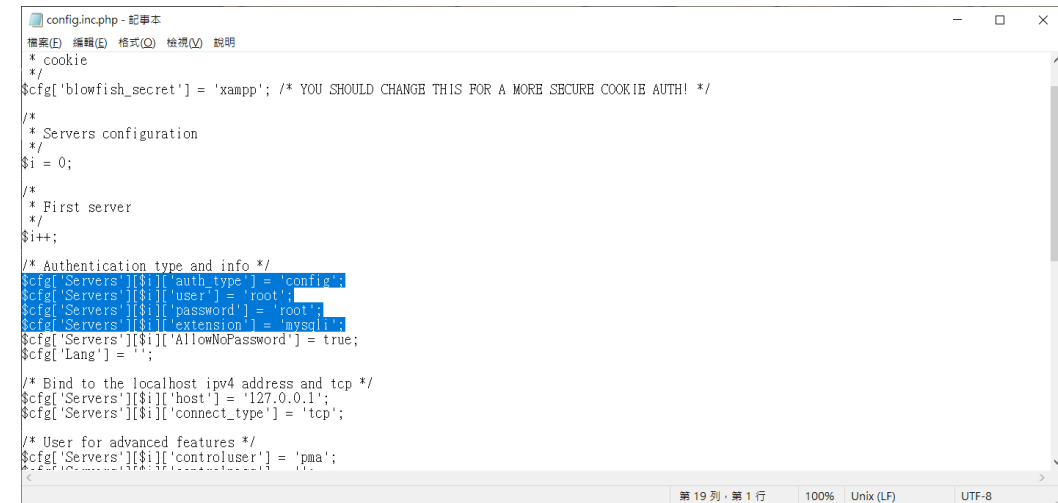 config.inc.php - 記事本
檔案(F) 編輯(E) 格式(O) 檢視(V) 說明
* cookie
*/
$cfg['blowfish_secret'] = 'xampp'; /* YOU SHOULD CHANGE THIS FOR A MORE SECURE COOKIE AUTH! */
/*
* Servers configuration
*/
$i = 0;
/*
* First server
*/
$i++;
/* Authentication type and info */
$cfg['Servers'][$i]['auth_type'] = 'config';
$cfg['Servers'][$i]['user'] = 'root';
$cfg['Servers'][$i]['password'] = 'root';
$cfg['Servers'][$i]['extension'] = 'mysqli';
$cfg['Servers'][$i]['AllowNoPassword'] = true;
$cfg['Lang'] = '';
/* Bind to the localhost ipv4 address and tcp */
$cfg['Servers'][$i]['host'] = '127.0.0.1';
$cfg['Servers'][$i]['connect_type'] = 'tcp';
/* User for advanced features */
$cfg['Servers'][$i]['controluser'] = 'pma';
第 19 列，第 1 行 100% Unix (LF) UTF-8